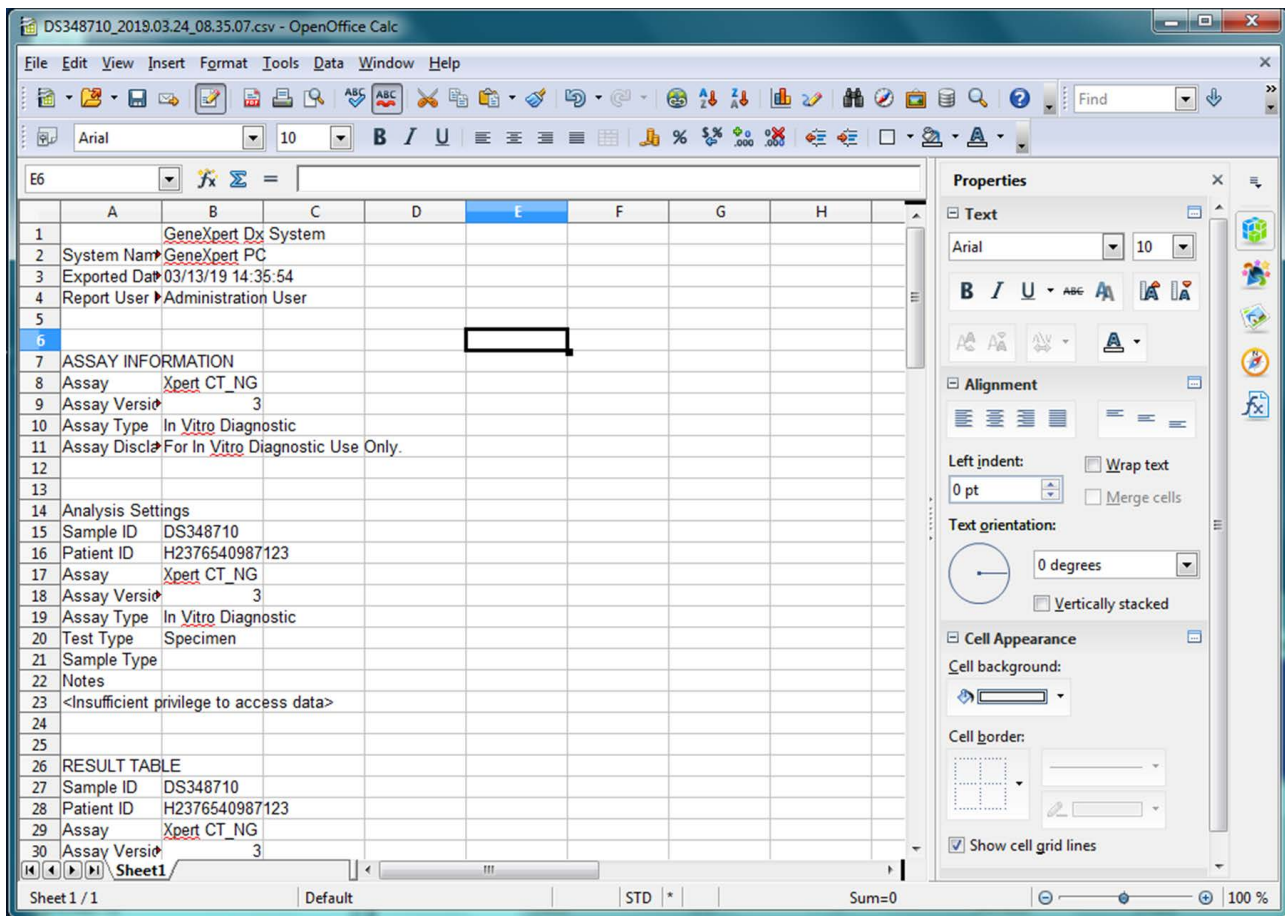 DS348710_2019.03.24_08.35.07.csv - OpenOffice Calc
File Edit View Insert Format Tools Data Window Help
Find
Arial 10 B I U
E6
Properties
A B C D E F G H
Text
1 GeneXpert Dx System
2 System Nam GeneXpert PC
Arial 10
3 Exported Dat 03/13/19 14:35:54
4 Report User Administration User
B I U ABC
5
6
7 ASSAY INFORMATION
8 Assay Xpert CT_NG
Alignment
9 Assay Versio 3
10 Assay Type In Vitro Diagnostic
11 Assay Discla For In Vitro Diagnostic Use Only.
12
Left indent: Wrap text
13
0 pt Merge cells
14 Analysis Settings
15 Sample ID DS348710
Text orientation:
16 Patient ID H2376540987123
17 Assay Xpert CT_NG
0 degrees
18 Assay Versio 3
19 Assay Type In Vitro Diagnostic
Vertically stacked
20 Test Type Specimen
Cell Appearance
21 Sample Type
Cell background:
22 Notes
23 <Insufficient privilege to access data>
24
25
Cell border:
26 RESULT TABLE
27 Sample ID DS348710
28 Patient ID H2376540987123
29 Assay Xpert CT_NG
30 Assay Versio 3
Show cell grid lines
Sheet1
Sheet 1 / 1 Default STD * Sum=0 100 %